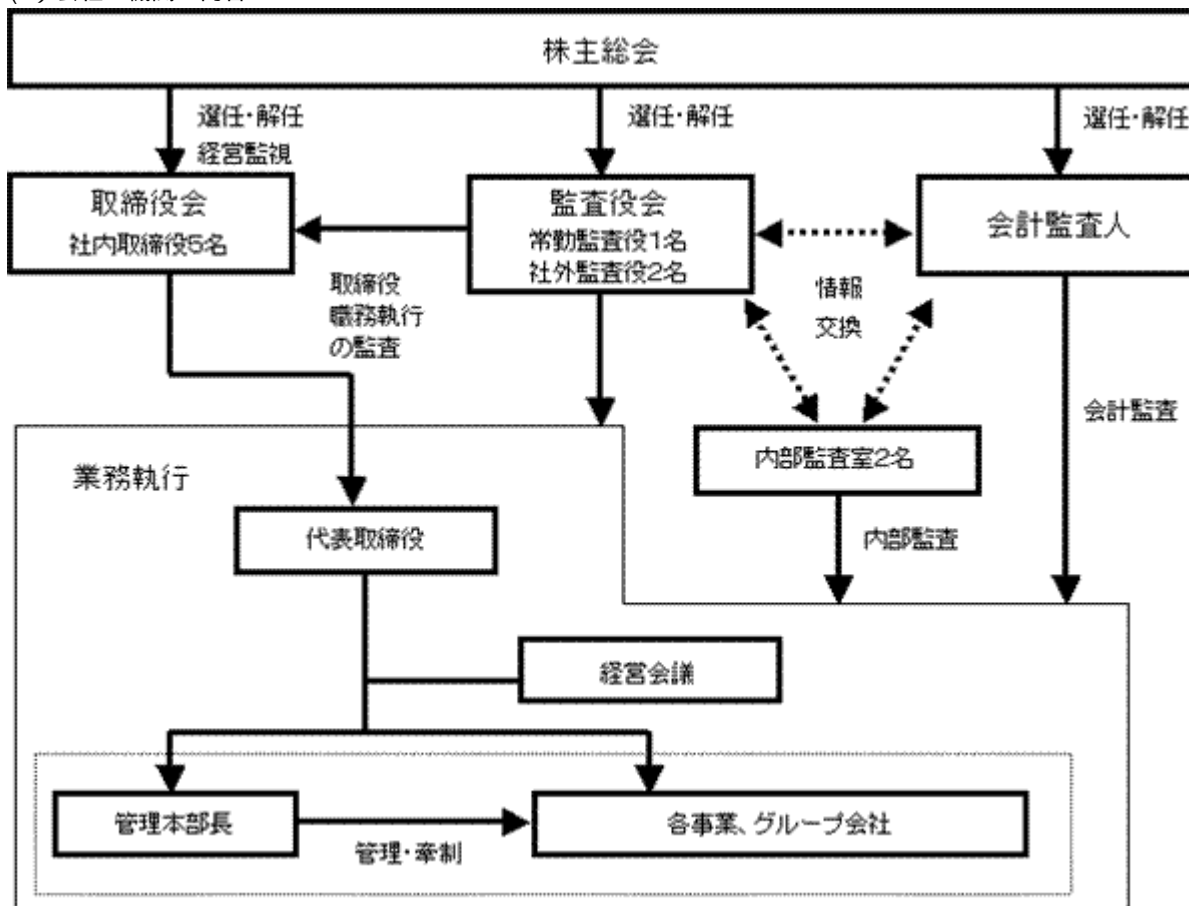 株主総会
選任・解任
経営監視
選任・解任
選任・解任
取締役会
社内取締役5名
監査役会
常勤監査役1名
社外監査役2名
会計監査人
取締役
職務執行
の監査
情報
交換
会計監査
業務執行
内部監査室2名
代表取締役
内部監査
経営会議
管理本部長
各事業、グループ会社
管理・牽制